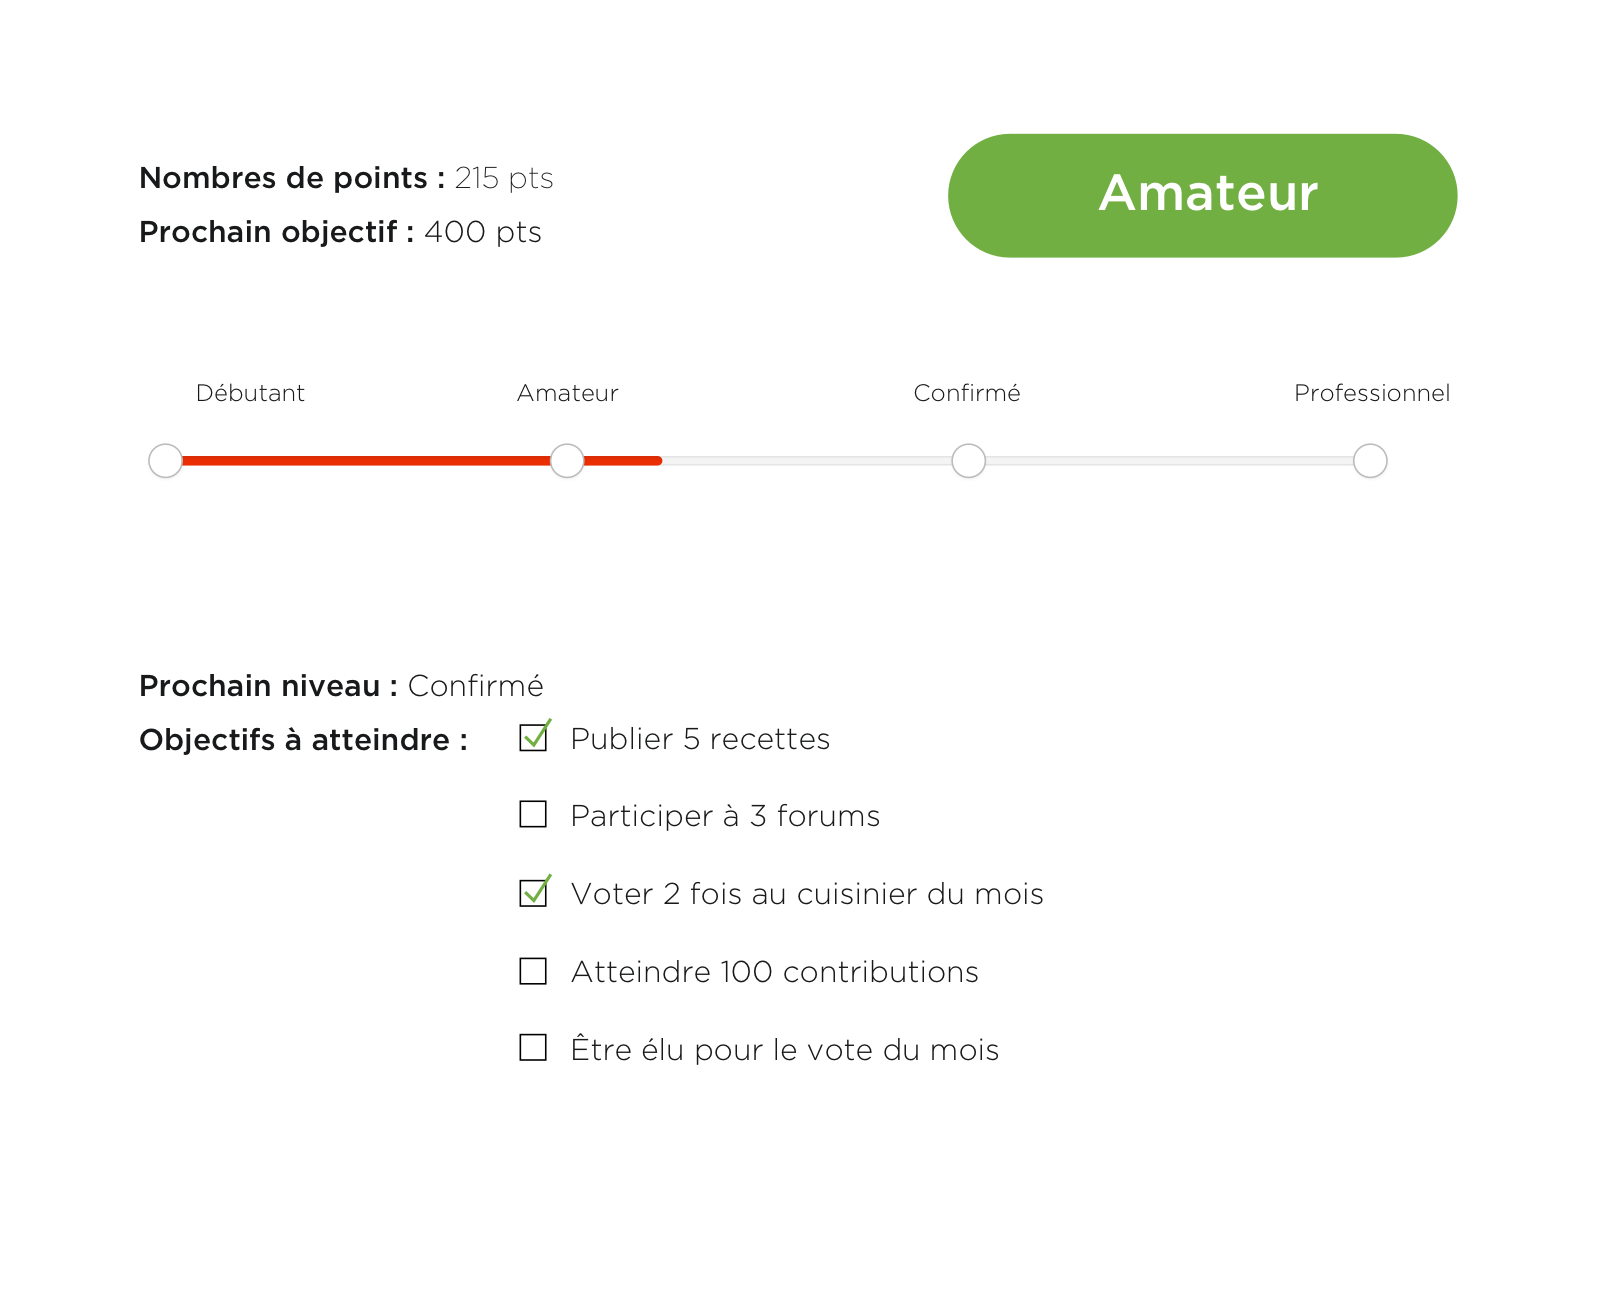 Nombres de points : 215 pts
Prochain objectif : 400 pts
Amateur
Débutant
Amateur
Confirmé
Professionnel
Prochain niveau : Confirmé
Objectifs à atteindre :
Publier 5 recettes
Participer à 3 forums
Voter 2 fois au cuisinier du mois
Atteindre 100 contributions
Être élu pour le vote du mois